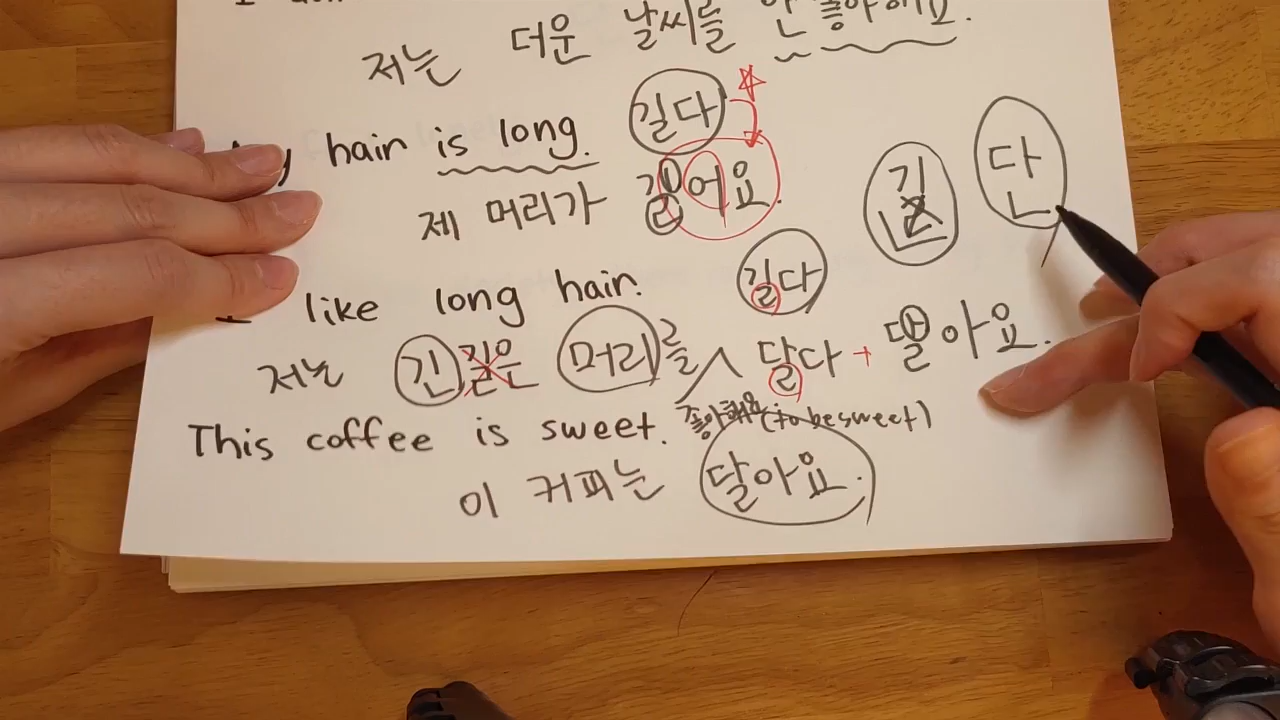 저는 더운 날씨를 안 좋아해요.
hair is long. 길다
제 머리가 길어요.
긴 단
I like long hair. 길다
저는 긴 길은 머리를 달다 + 달아요.
좋아해요 (to be sweet)
This coffee is sweet.
이 커피는 달아요.